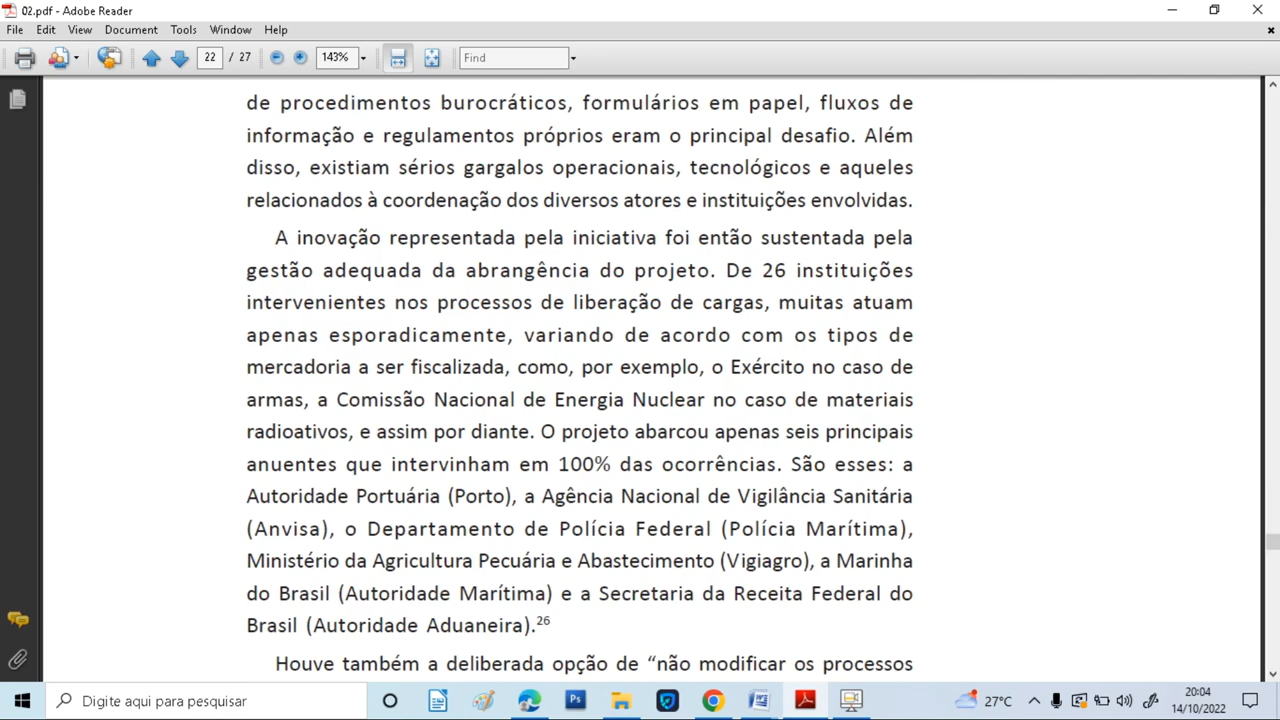 02.pdf - Adobe Reader
File Edit View Document Tools Window Help
22 / 27 143% Find
de procedimentos burocráticos, formulários em papel, fluxos de
informação e regulamentos próprios eram o principal desafio. Além
disso, existiam sérios gargalos operacionais, tecnológicos e aqueles
relacionados à coordenação dos diversos atores e instituições envolvidas.
A inovação representada pela iniciativa foi então sustentada pela
gestão adequada da abrangência do projeto. De 26 instituições
intervenientes nos processos de liberação de cargas, muitas atuam
apenas esporadicamente, variando de acordo com os tipos de
mercadoria a ser fiscalizada, como, por exemplo, o Exército no caso de
armas, a Comissão Nacional de Energia Nuclear no caso de materiais
radioativos, e assim por diante. O projeto abarcou apenas seis principais
anuentes que intervinham em 100% das ocorrências. São esses: a
Autoridade Portuária (Porto), a Agência Nacional de Vigilância Sanitária
(Anvisa), o Departamento de Polícia Federal (Polícia Marítima),
Ministério da Agricultura Pecuária e Abastecimento (Vigiagro), a Marinha
do Brasil (Autoridade Marítima) e a Secretaria da Receita Federal do
Brasil (Autoridade Aduaneira).26
Houve também a deliberada opção de “não modificar os processos
Digite aqui para pesquisar
Ps
27°C
20:04
14/10/2022